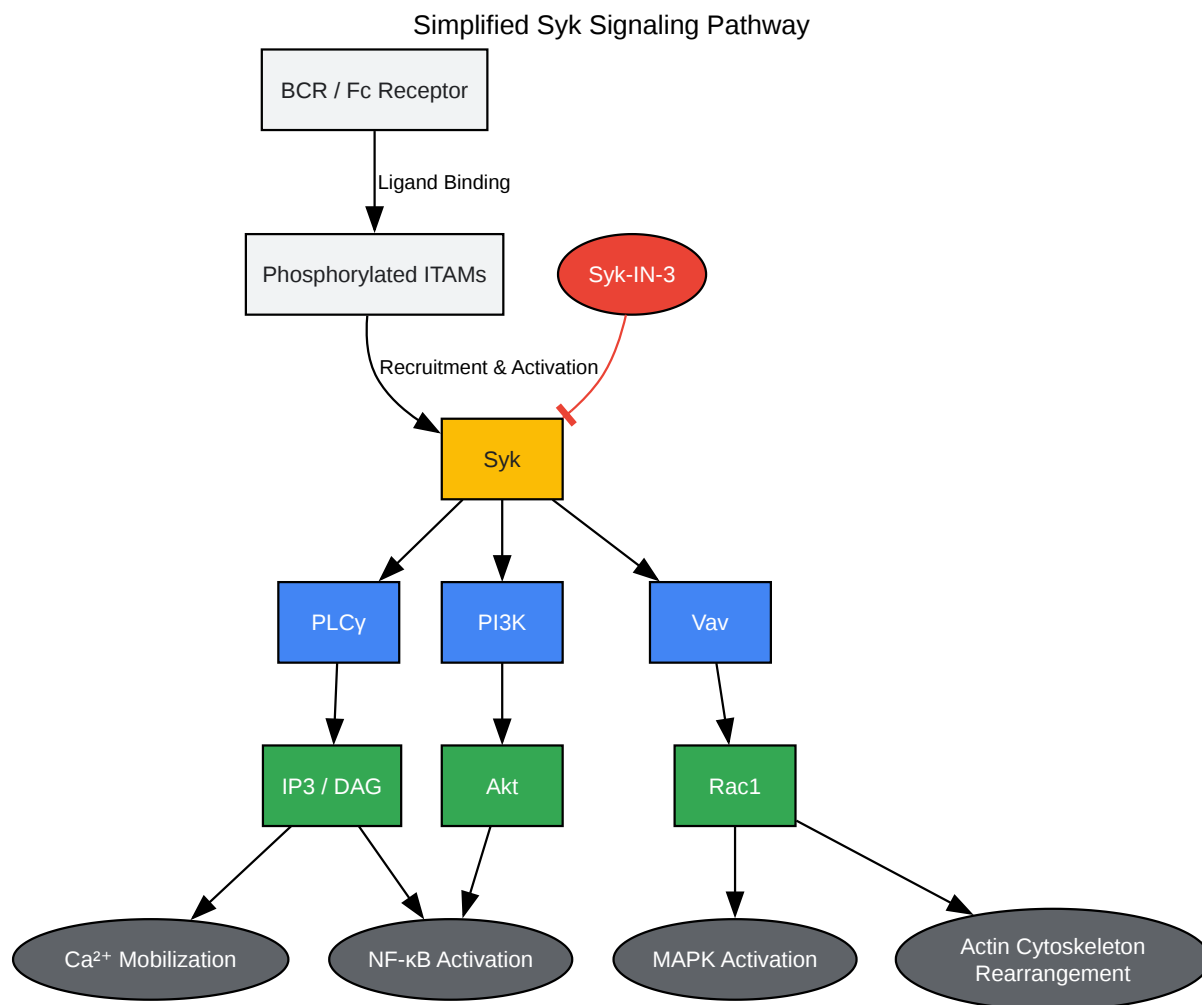 Simplified Syk Signaling Pathway
BCR / Fc Receptor
Ligand Binding
Phosphorylated ITAMs
Syk-IN-3
Recruitment & Activation
Syk
PLCγ
PI3K
Vav
IP3 / DAG
Akt
Rac1
Ca²⁺ Mobilization
NF-κB Activation
MAPK Activation
Actin Cytoskeleton
Rearrangement